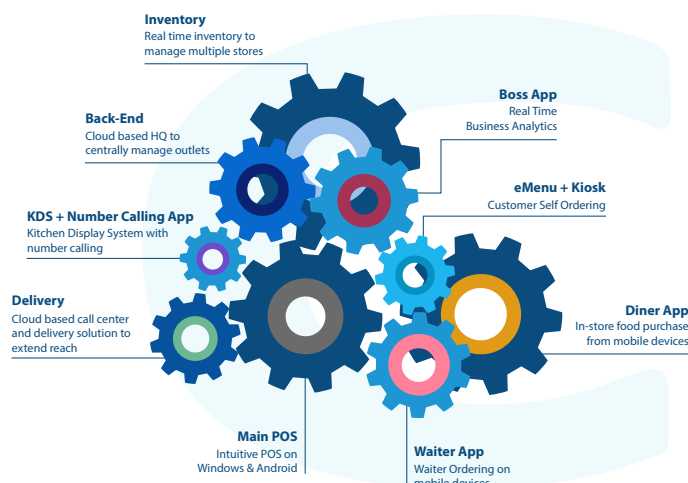 Inventory
Real time inventory to
manage multiple stores
Boss App
Real Time
Business Analytics
Back-End
Cloud based HQ to
centrally manage outlets
eMenu + Kiosk
Customer Self Ordering
KDS + Number Calling App
Kitchen Display System with
number calling
Delivery
Cloud based call center
and delivery solution to
extend reach
Diner App
In-store food purchase
from mobile devices
Main POS
Intuitive POS on
Windows & Android
Waiter App
Waiter Ordering on
mobile devices